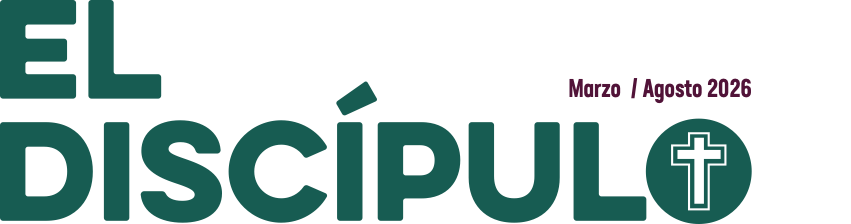 EL
Marzo / Agosto 2026
DISCÍPULO